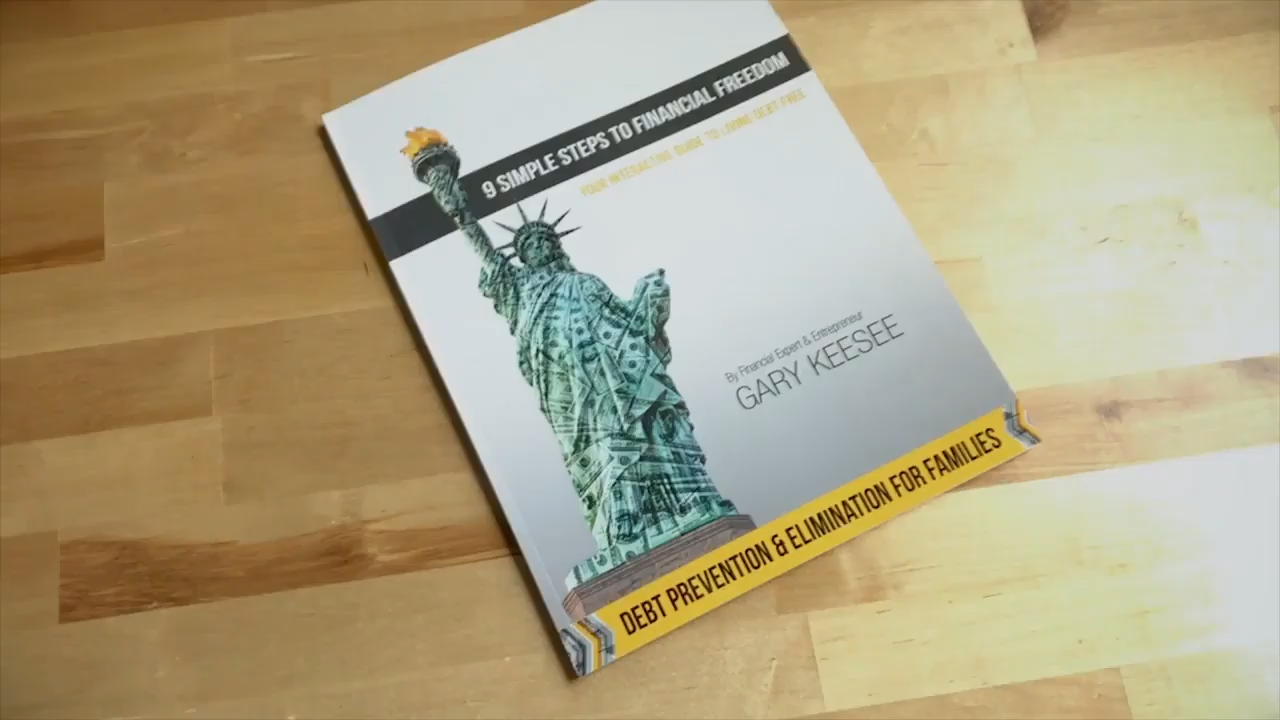 9 SIMPLE STEPS TO FINANCIAL FREEDOM
YOUR INTERACTIVE GUIDE TO LIVING DEBT FREE
By Financial Expert & Entrepreneur
GARY KEESEE
DEBT PREVENTION & ELIMINATION FOR FAMILIES